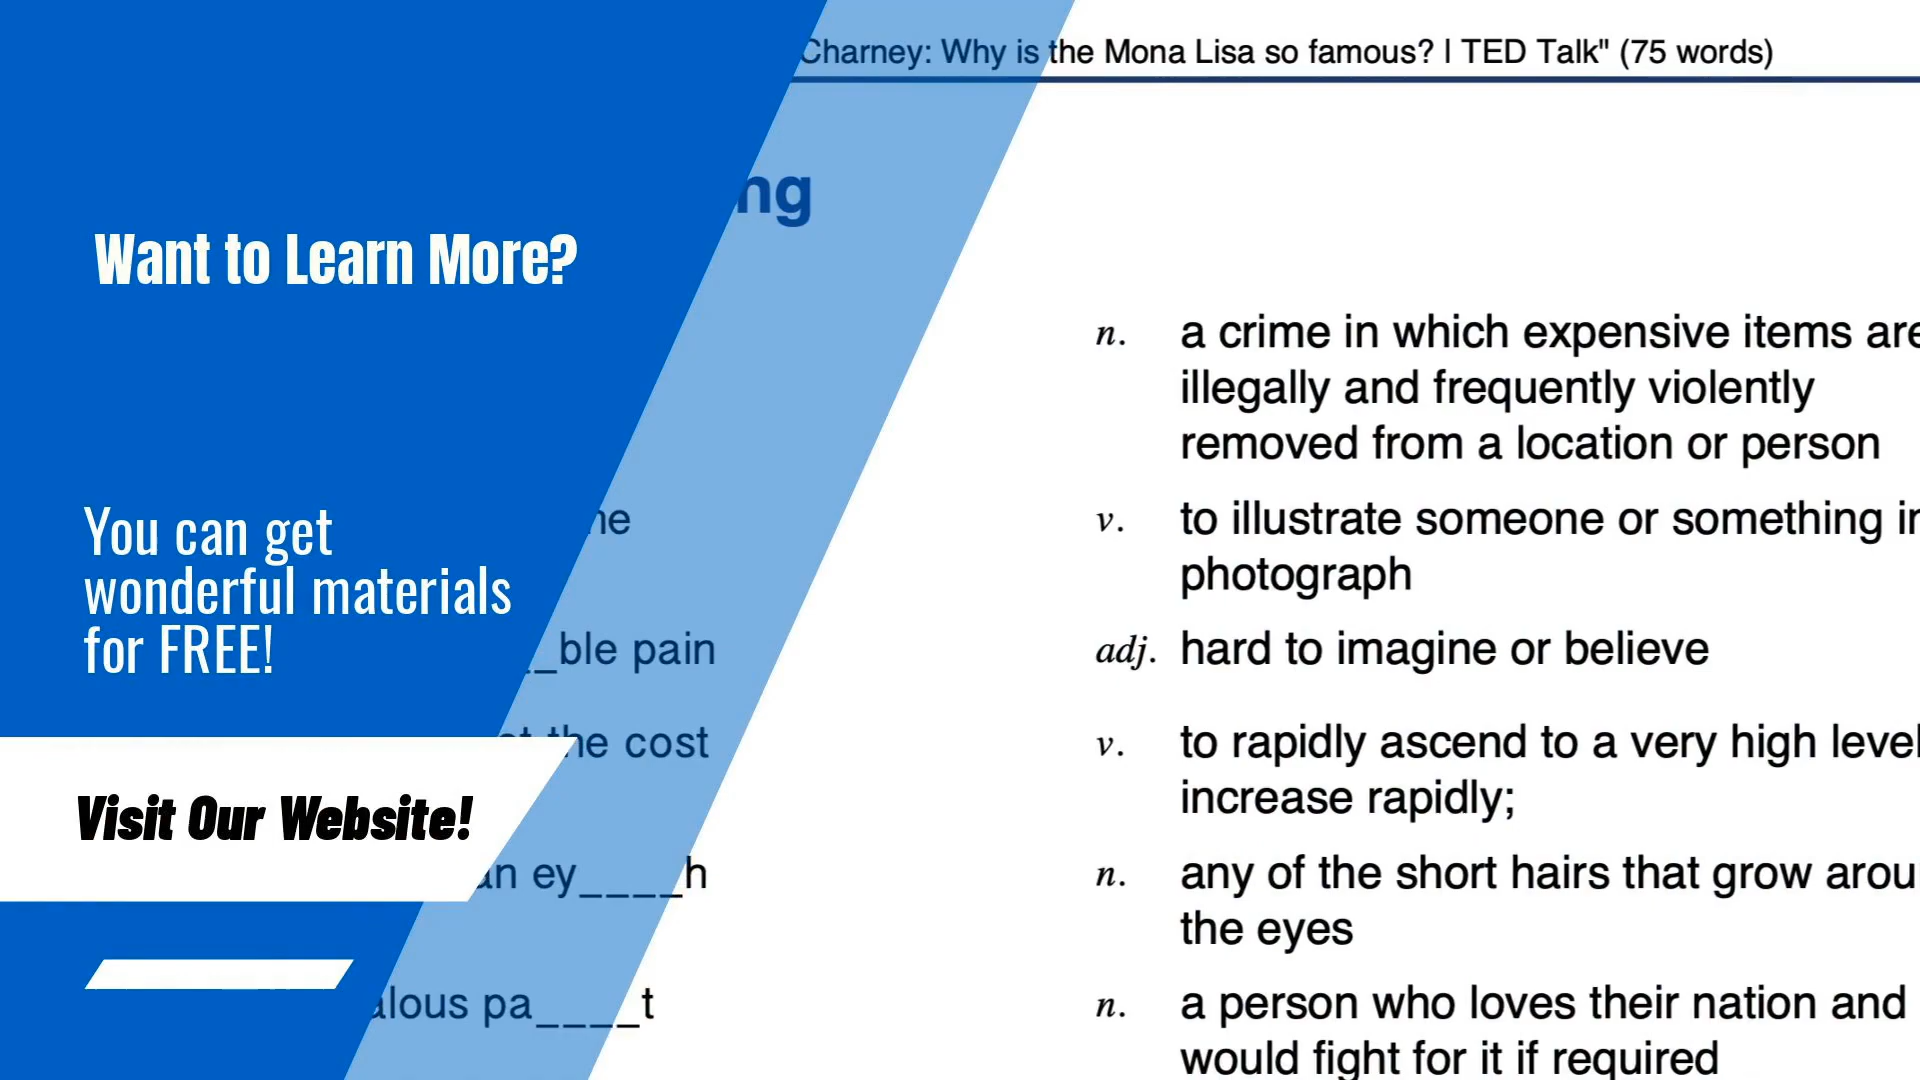 Charney: Why is the Mona Lisa so famous? | TED Talk" (75 words)
ng
Want to Learn More?
You can get
wonderful materials
for FREE!
Visit Our Website!
n. a crime in which expensive items are
illegally and frequently violently
removed from a location or person
ne v. to illustrate someone or something in
photograph
_ble pain adj. hard to imagine or believe
the cost v. to rapidly ascend to a very high level
increase rapidly;
an ey____h n. any of the short hairs that grow arou
the eyes
alous pa____t n. a person who loves their nation and
would fight for it if required